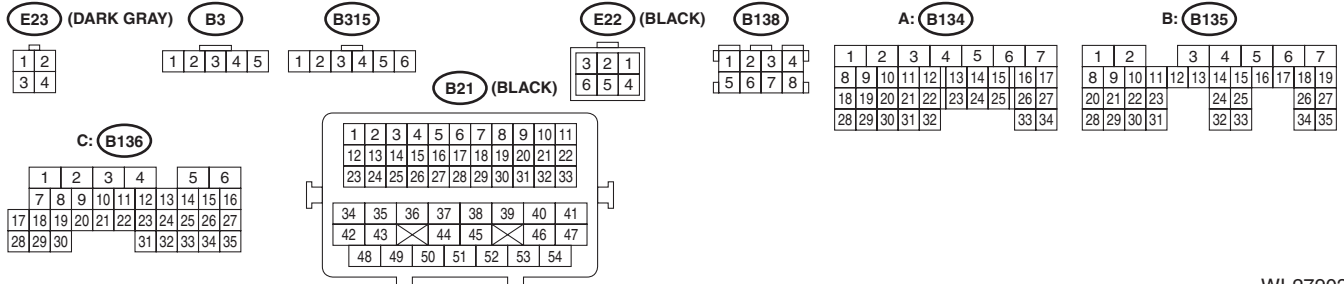 E23 (DARK GRAY) B3 B315 E22 (BLACK) B138 A: B134 B: B135
1 2
3 4
1 2 3 4 5
1 2 3 4 5 6
3 2 1
6 5 4
1 2 3 4
5 6 7 8
1 2 3 4 5 6 7
8 9 10 11 12 13 14 15 16 17
18 19 20 21 22 23 24 25 26 27
28 29 30 31 32 33 34
1 2 3 4 5 6 7
8 9 10 11 12 13 14 15 16 17 18 19
20 21 22 23 24 25 26 27
28 29 30 31 32 33 34 35
B21 (BLACK)
1 2 3 4 5 6 7 8 9 10 11
12 13 14 15 16 17 18 19 20 21 22
23 24 25 26 27 28 29 30 31 32 33
34 35 36 37 38 39 40 41
42 43 44 45 46 47
48 49 50 51 52 53 54
C: B136
1 2 3 4 5 6
7 8 9 10 11 12 13 14 15 16
17 18 19 20 21 22 23 24 25 26 27
28 29 30 31 32 33 34 35